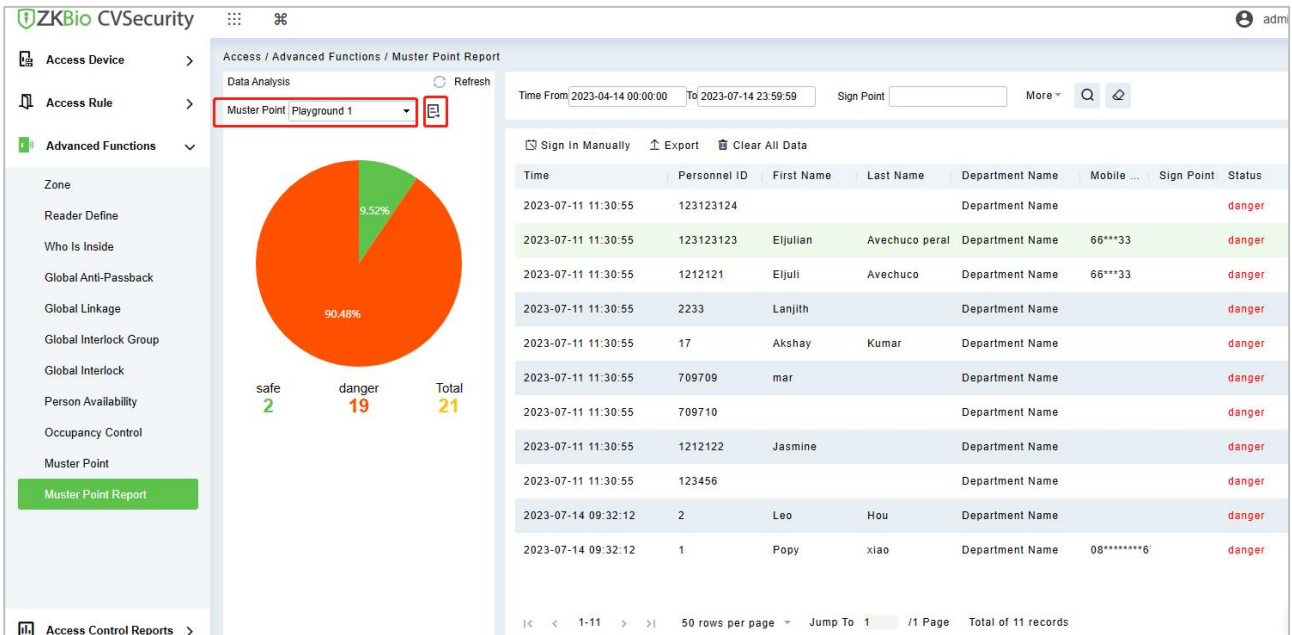 ZKBio CVSecurity
admi
Access Device
Access Rule
Advanced Functions
Zone
Reader Define
Who Is Inside
Global Anti-Passback
Global Linkage
Global Interlock Group
Global Interlock
Person Availability
Occupancy Control
Muster Point
Muster Point Report
Access Control Reports
Access / Advanced Functions / Muster Point Report
Data Analysis Refresh
Muster Point Playground 1
9.52%
90.48%
safe danger Total
2 19 21
Time From 2023-04-14 00:00:00 To 2023-07-14 23:59:59 Sign Point More
Sign In Manually Export Clear All Data
Time Personnel ID First Name Last Name Department Name Mobile ... Sign Point Status
2023-07-11 11:30:55 123123124 Department Name danger
2023-07-11 11:30:55 123123123 Eljulian Avechuco peral Department Name 66***33 danger
2023-07-11 11:30:55 1212121 Eljuli Avechuco Department Name 66***33 danger
2023-07-11 11:30:55 2233 Lanjith Department Name danger
2023-07-11 11:30:55 17 Akshay Kumar Department Name danger
2023-07-11 11:30:55 709709 mar Department Name danger
2023-07-11 11:30:55 709710 Department Name danger
2023-07-11 11:30:55 1212122 Jasmine Department Name danger
2023-07-11 11:30:55 123456 Department Name danger
2023-07-14 09:32:12 2 Leo Hou Department Name danger
2023-07-14 09:32:12 1 Popy xiao Department Name 08********6 danger
1-11 50 rows per page Jump To 1 /1 Page Total of 11 records